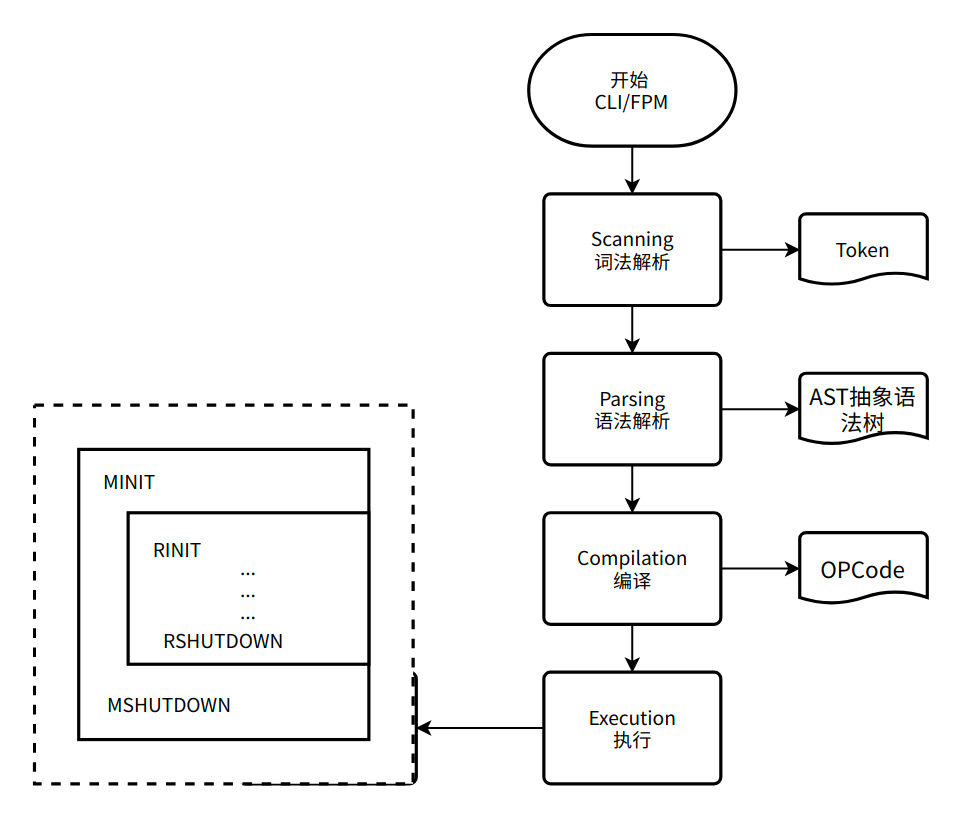 开始
CLI/FPM
Scanning
词法解析
Token
Parsing
语法解析
AST抽象语
法树
Compilation
编译
OPCode
Execution
执行
MINIT
RINIT
...
...
...
RSHUTDOWN
MSHUTDOWN